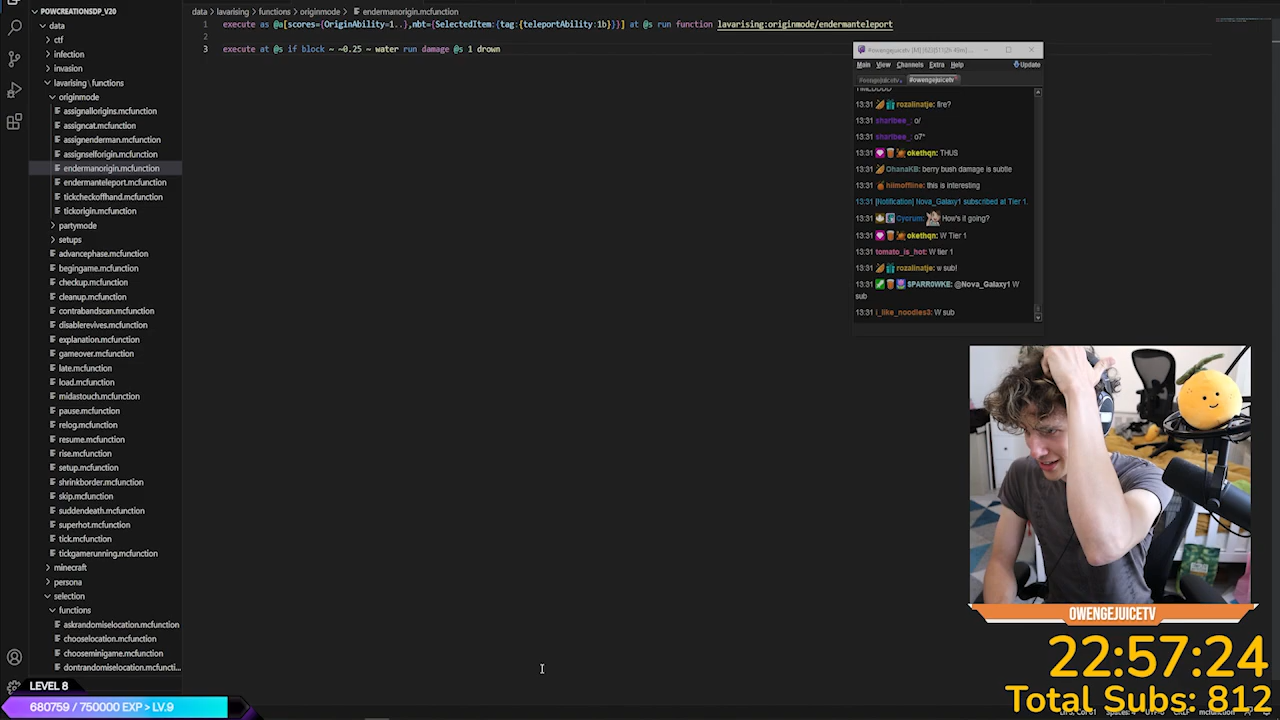 POWCREATIONSDP_V20
data
ctf
infection
invasion
lavarising \ functions
originmode
assignallorigins.mcfunction
assigncat.mcfunction
assignenderman.mcfunction
assignselforigin.mcfunction
endermanorigin.mcfunction
endermanteleport.mcfunction
tickcheckoffhand.mcfunction
tickorigin.mcfunction
partymode
setups
advancephase.mcfunction
begingame.mcfunction
checkup.mcfunction
cleanup.mcfunction
contrabandscan.mcfunction
disablerevives.mcfunction
explanation.mcfunction
gameover.mcfunction
late.mcfunction
load.mcfunction
midastouch.mcfunction
pause.mcfunction
relog.mcfunction
resume.mcfunction
rise.mcfunction
setup.mcfunction
shrinkborder.mcfunction
skip.mcfunction
suddendeath.mcfunction
superhot.mcfunction
tick.mcfunction
tickgamerunning.mcfunction
minecraft
persona
selection
functions
askrandomiselocation.mcfunction
chooselocation.mcfunction
chooseminigame.mcfunction
dontrandomiselocation.mcfuncti...
data > lavarising > functions > originmode > endermanorigin.mcfunction
1 execute as @a[scores={OriginAbility=1..},nbt={SelectedItem:{tag:{teleportAbility:1b}}}] at @s run function lavarising:originmode/endermanteleport
2
3 execute at @s if block ~ ~0.25 ~ water run damage @s 1 drown
Main View Channels Extra Help Update
#owengejuicetv
13:31 rozalinatje: fire?
13:31 sharlbee_: o/
13:31 sharlbee_: o7*
13:31 okethqn: THUS
13:31 OhanaKB: berry bush damage is subtle
13:31 hiimoffline: this is interesting
13:31 [Notification] Nova_Galaxy1 subscribed at Tier 1.
13:31 Cycrum: How's it going?
13:31 okethqn: W Tier 1
13:31 tomato_is_hot: W tier 1
13:31 rozalinatje: w sub!
13:31 SPARR0WKE: @Nova_Galaxy1 W
sub
13:31 i_like_noodles3: W sub
OWENGEJUICETV
22:57:24
Total Subs: 812
LEVEL 8
680759 / 750000 EXP > LV.9